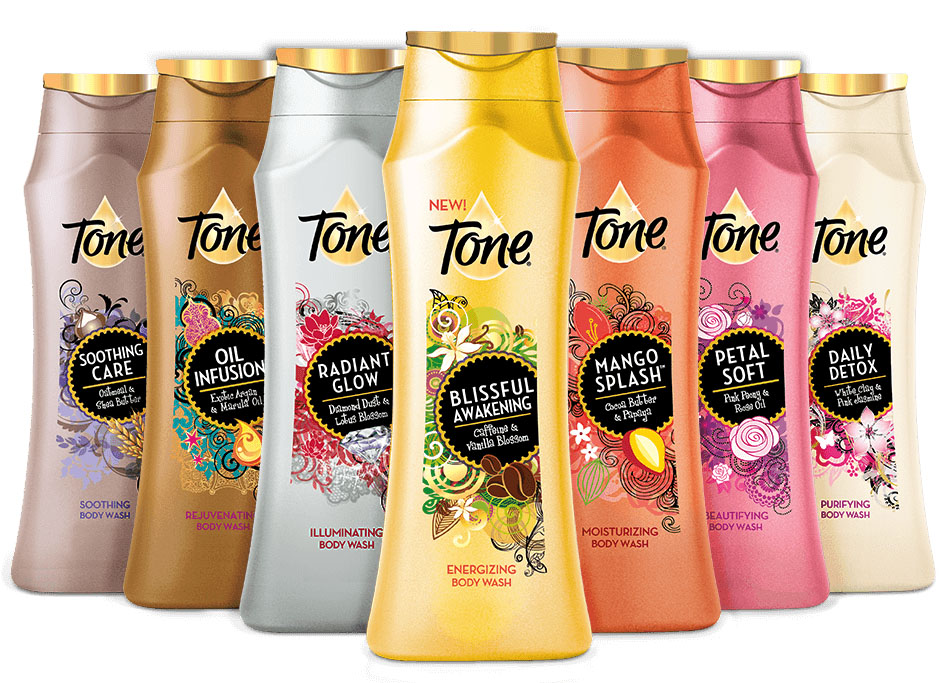 Tone
SOOTHING
CARE
Oatmeal &
Shea Butter
SOOTHING
BODY WASH
Tone
OIL
INFUSION
Exotic Argan
& Marula Oil
REJUVENATING
BODY WASH
Tone
RADIANT
GLOW
Diamond Dust &
Lotus Blossom
ILLUMINATING
BODY WASH
NEW!
Tone®
BLISSFUL
AWAKENING
Caffeine &
Vanilla Blossom
ENERGIZING
BODY WASH
Tone®
MANGO
SPLASH™
Cocoa Butter
& Papaya
MOISTURIZING
BODY WASH
Tone®
PETAL
SOFT
Pink Peony &
Rose Oil
BEAUTIFYING
BODY WASH
Tone®
DAILY
DETOX
White Clay &
Pink Jasmine
PURIFYING
BODY WASH